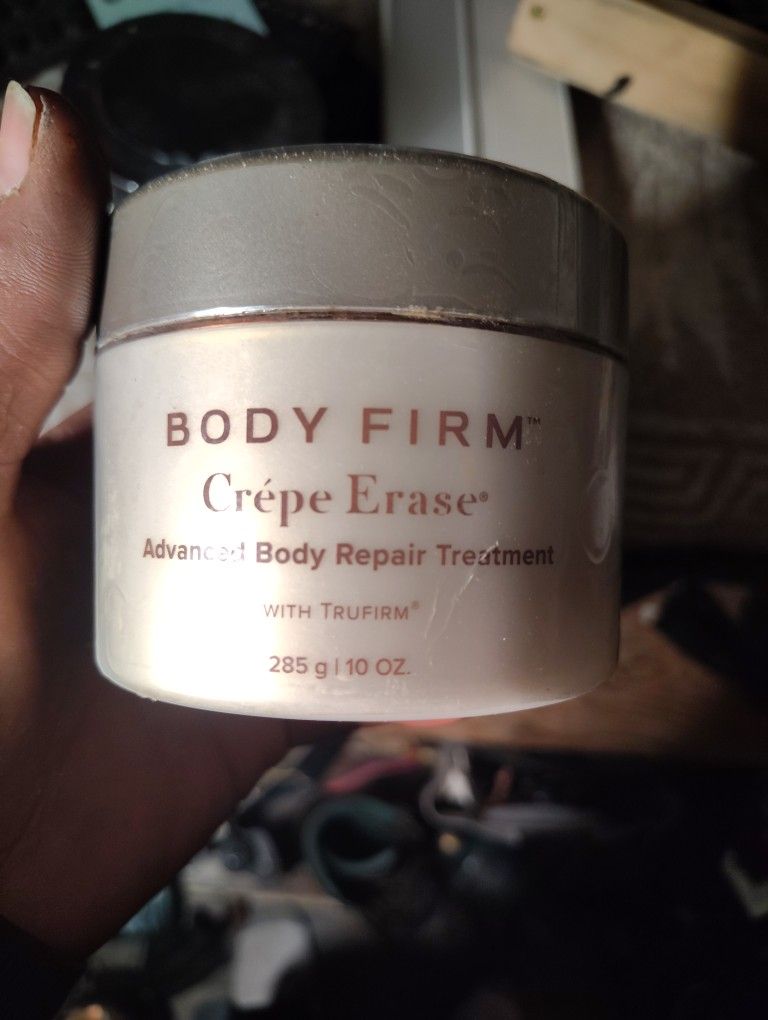 BODY FIRM™
Crépe Erase®
Advanced Body Repair Treatment
WITH TRUFIRM®
285 g | 10 OZ.